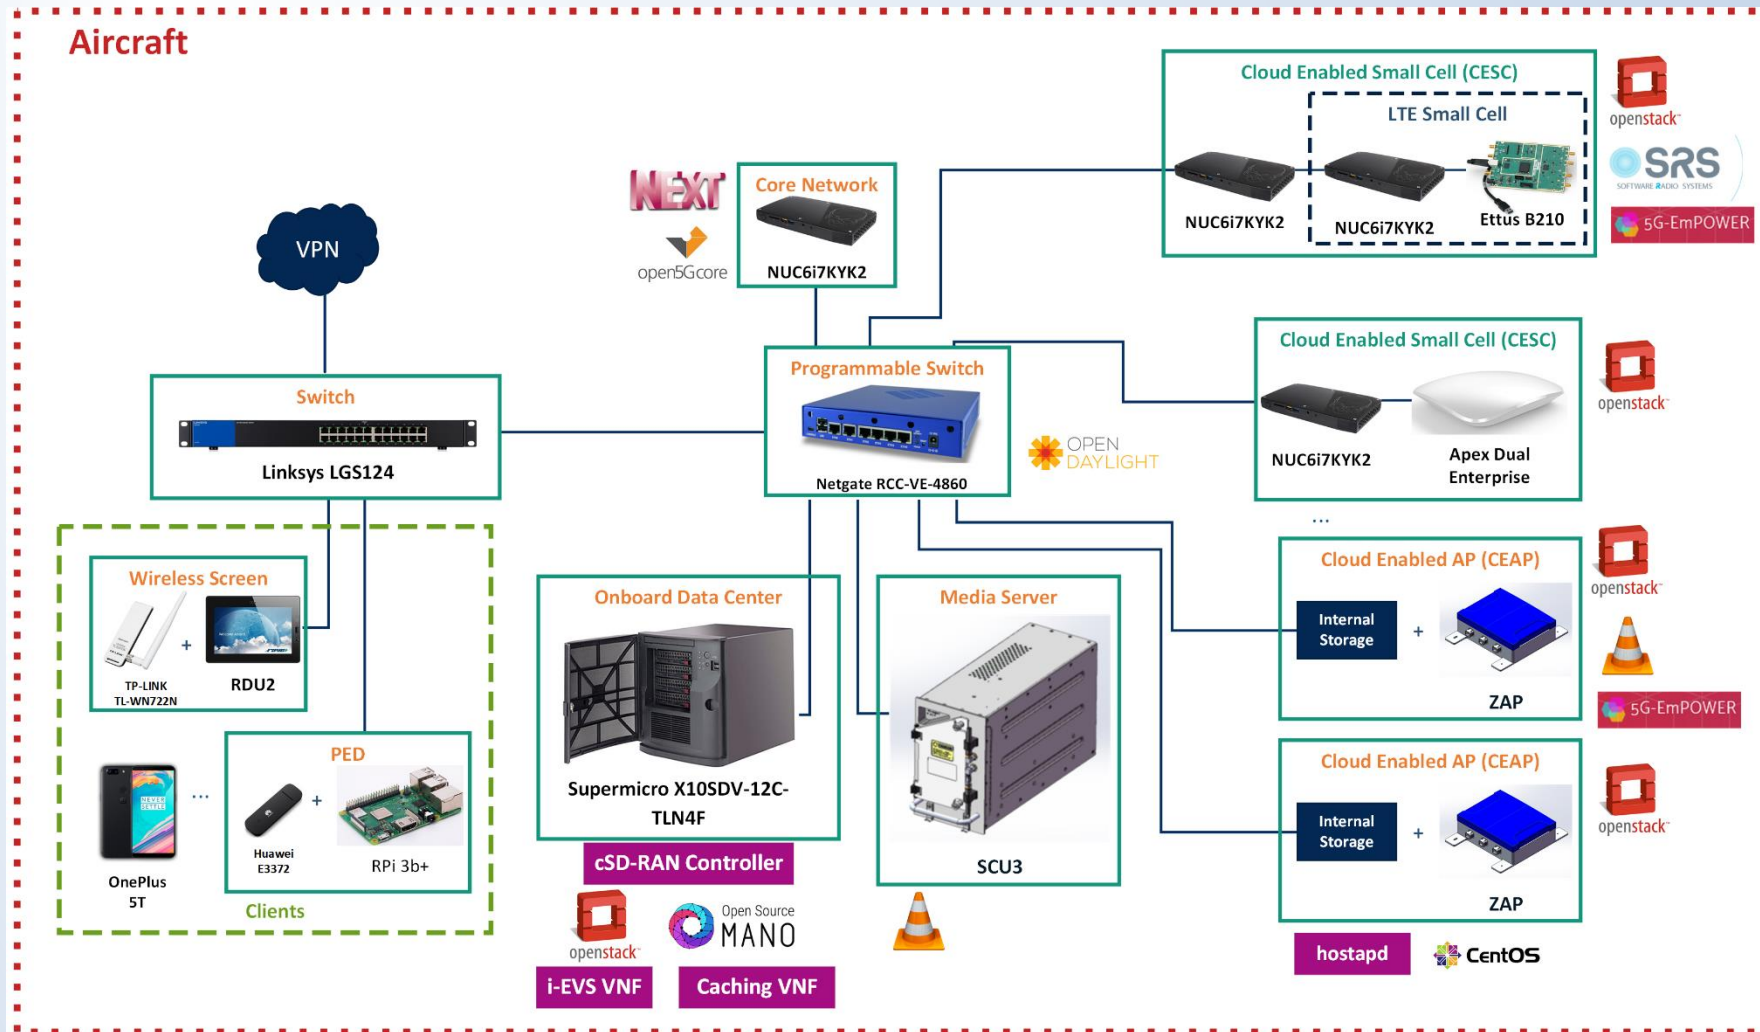 Aircraft
Cloud Enabled Small Cell (CESC)
LTE Small Cell
NUC6i7KYK2
NUC6i7KYK2
Ettus B210
openstack™
SRS
SOFTWARE RADIO SYSTEMS
5G-EmPOWER
NEXT
open5Gcore
Core Network
NUC6i7KYK2
VPN
Switch
Linksys LGS124
Programmable Switch
Netgate RCC-VE-4860
OPEN
DAYLIGHT
Cloud Enabled Small Cell (CESC)
NUC6i7KYK2
Apex Dual
Enterprise
openstack™
...
Wireless Screen
+
TP-LINK
TL-WN722N
RDU2
PED
...
+
Huawei
E3372
RPi 3b+
OnePlus
5T
Clients
Onboard Data Center
Supermicro X10SDV-12C-
TLN4F
cSD-RAN Controller
openstack™
Open Source
MANO
i-EVS VNF
Caching VNF
Media Server
SCU3
Cloud Enabled AP (CEAP)
Internal
Storage
+
ZAP
openstack™
5G-EmPOWER
Cloud Enabled AP (CEAP)
Internal
Storage
+
ZAP
openstack™
hostapd
CentOS